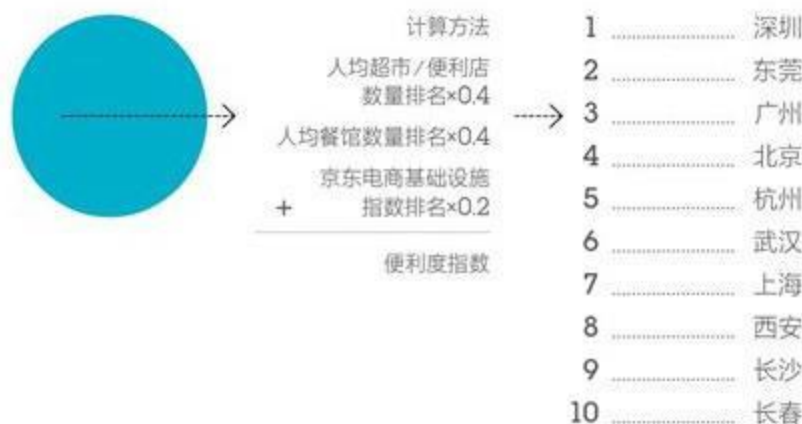 计算方法
人均超市/便利店
数量排名×0.4
人均餐馆数量排名×0.4
京东电商基础设施
+ 指数排名×0.2
便利度指数
1 深圳
2 东莞
3 广州
4 北京
5 杭州
6 武汉
7 上海
8 西安
9 长沙
10 长春